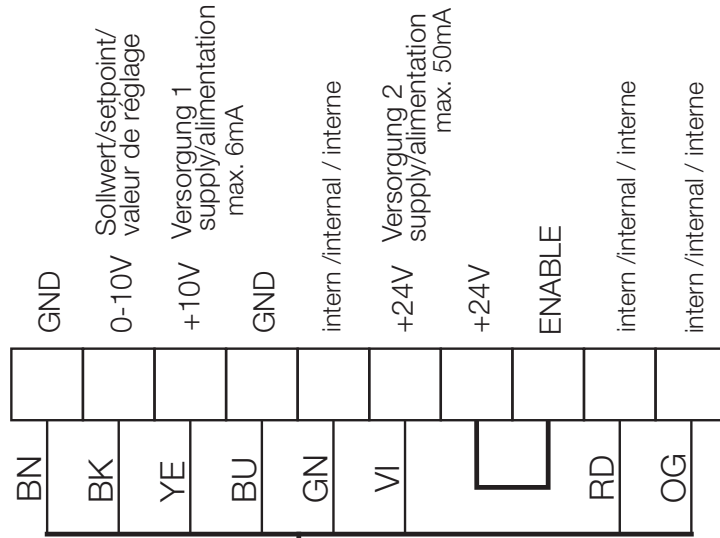 GND
0-10V
Sollwert/setpoint/
valeur de réglage
+10V
Versorgung 1
supply/alimentation
max. 6mA
GND
intern /internal / interne
+24V
Versorgung 2
supply/alimentation
max. 50mA
+24V
ENABLE
intern /internal / interne
intern /internal / interne
BN
BK
YE
BU
GN
VI
RD
OG